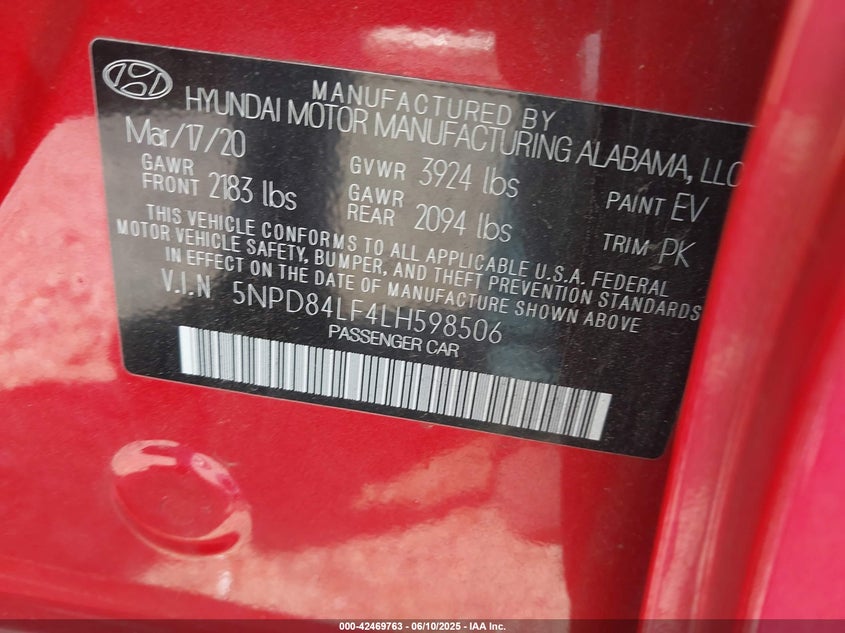 MANUFACTURED BY
HYUNDAI MOTOR MANUFACTURING ALABAMA, LLC
Mar/17/20
GAWR FRONT 2183 lbs
GVWR 3924 lbs
GAWR REAR 2094 lbs
PAINT EV
TRIM PK
THIS VEHICLE CONFORMS TO ALL APPLICABLE U.S.A. FEDERAL
MOTOR VEHICLE SAFETY, BUMPER, AND THEFT PREVENTION STANDARDS
IN EFFECT ON THE DATE OF MANUFACTURE SHOWN ABOVE
V.I.N 5NPD84LF4LH598506
PASSENGER CAR
000-42469763 - 06/10/2025 - IAA Inc.